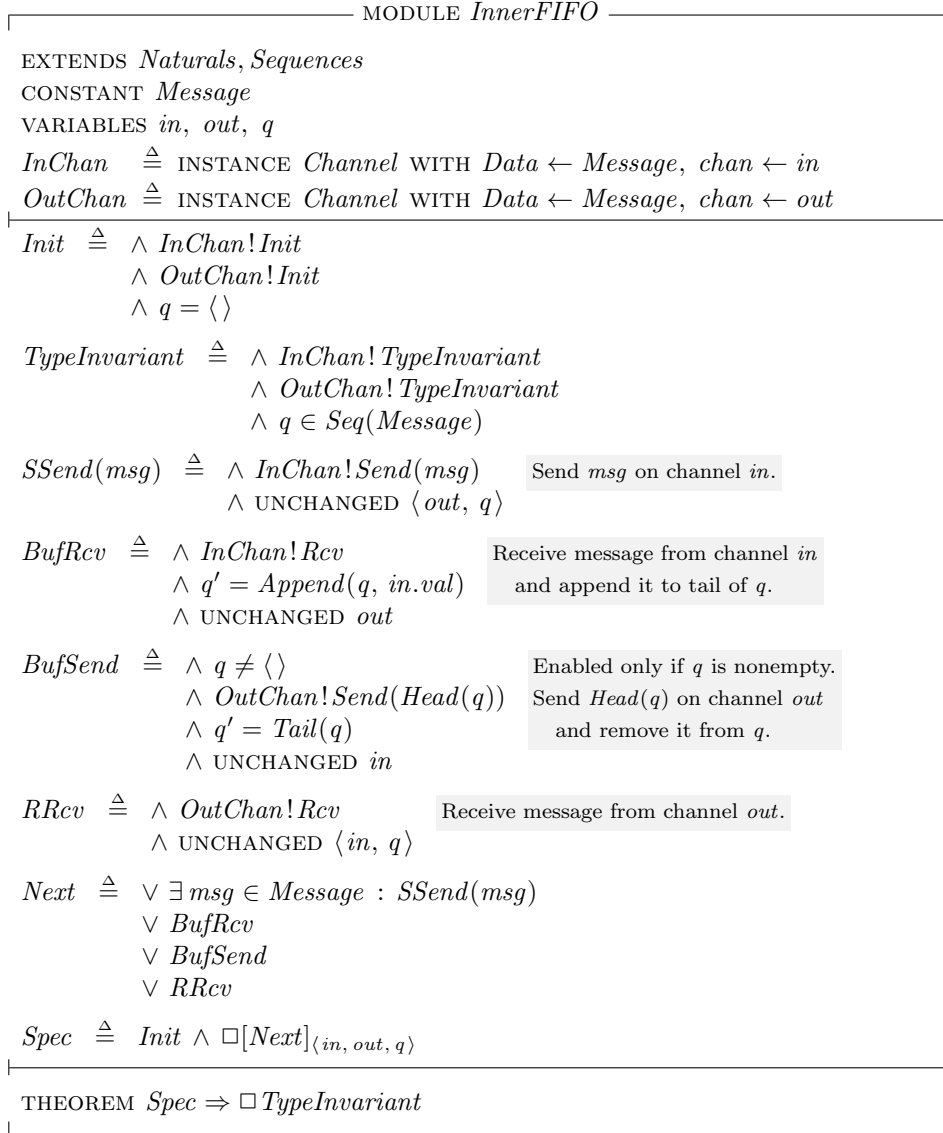 MODULE InnerFIFO
EXTENDS Naturals, Sequences
CONSTANT Message
VARIABLES in, out, q
InChan ≜ INSTANCE Channel WITH Data ← Message, chan ← in
OutChan ≜ INSTANCE Channel WITH Data ← Message, chan ← out
Init ≜ ∧ InChan!Init
∧ OutChan!Init
∧ q = ⟨ ⟩
TypeInvariant ≜ ∧ InChan!TypeInvariant
∧ OutChan!TypeInvariant
∧ q ∈ Seq(Message)
SSend(msg) ≜ ∧ InChan!Send(msg) Send msg on channel in.
∧ UNCHANGED ⟨out, q⟩
BufRcv ≜ ∧ InChan!Rcv Receive message from channel in
∧ q′ = Append(q, in.val) and append it to tail of q.
∧ UNCHANGED out
BufSend ≜ ∧ q ≠ ⟨ ⟩ Enabled only if q is nonempty.
∧ OutChan!Send(Head(q)) Send Head(q) on channel out
∧ q′ = Tail(q) and remove it from q.
∧ UNCHANGED in
RRcv ≜ ∧ OutChan!Rcv Receive message from channel out.
∧ UNCHANGED ⟨in, q⟩
Next ≜ ∨ ∃ msg ∈ Message : SSend(msg)
∨ BufRcv
∨ BufSend
∨ RRcv
Spec ≜ Init ∧ □[Next]⟨in, out, q⟩
THEOREM Spec ⇒ □TypeInvariant